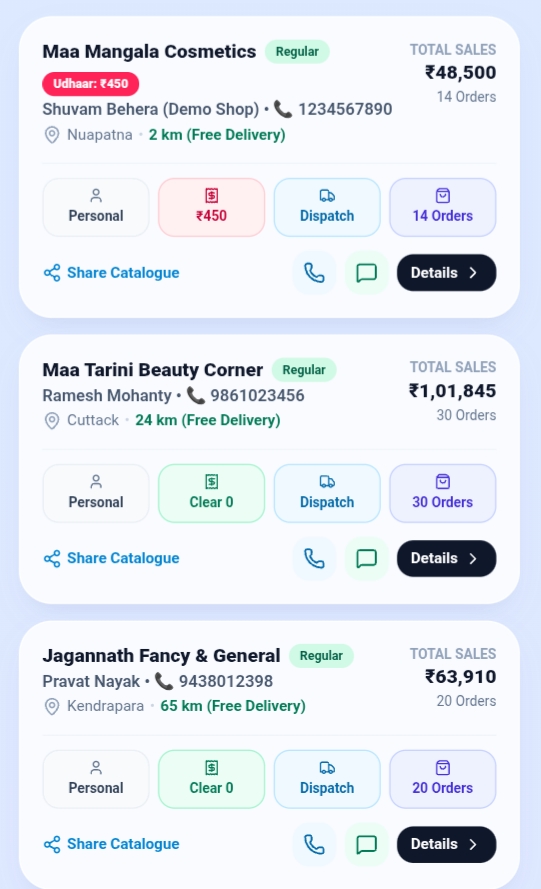 Maa Mangala Cosmetics Regular
TOTAL SALES
Udhaar: ₹450
₹48,500
14 Orders
Shuvam Behera (Demo Shop) • 📞 1234567890
Nuapatna · 2 km (Free Delivery)
Personal
₹450
Dispatch
14 Orders
Share Catalogue
Details
Maa Tarini Beauty Corner Regular
TOTAL SALES
Ramesh Mohanty • 📞 9861023456
₹1,01,845
Cuttack · 24 km (Free Delivery)
30 Orders
Personal
Clear 0
Dispatch
30 Orders
Share Catalogue
Details
Jagannath Fancy & General Regular
TOTAL SALES
Pravat Nayak • 📞 9438012398
₹63,910
Kendrapara · 65 km (Free Delivery)
20 Orders
Personal
Clear 0
Dispatch
20 Orders
Share Catalogue
Details